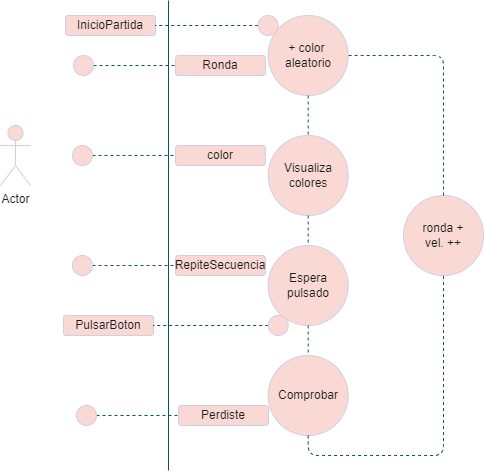 InicioPartida
+ color
aleatorio
Ronda
color
Visualiza
colores
Actor
ronda +
vel. ++
RepiteSecuencia
Espera
pulsado
PulsarBoton
Comprobar
Perdiste